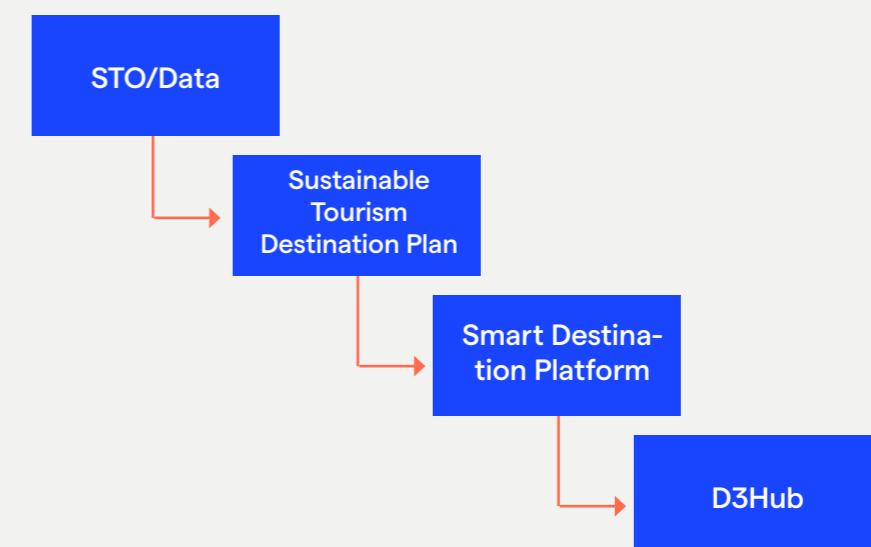 STO/Data
Sustainable
Tourism
Destination Plan
Smart Destina-
tion Platform
D3Hub